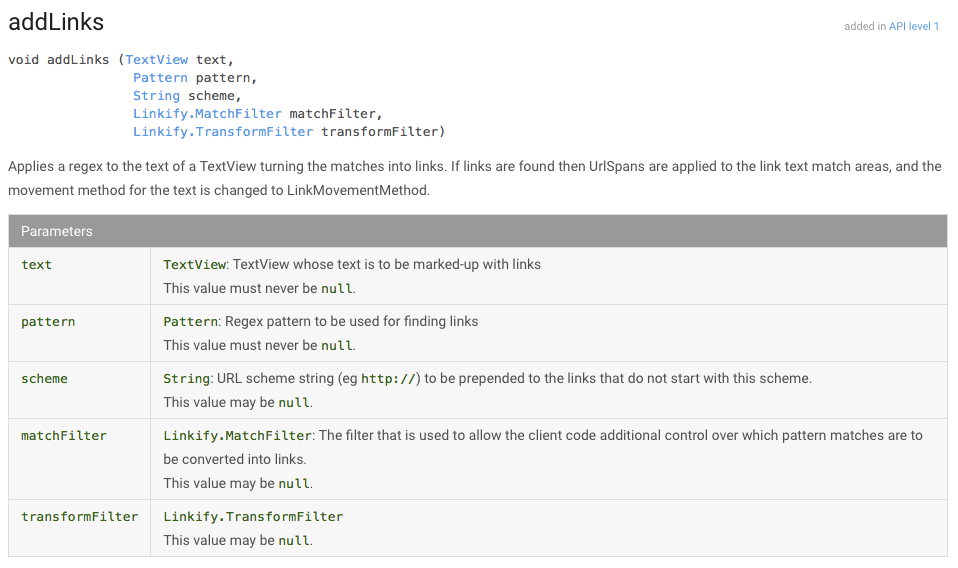 addLinks
added in API level 1
void addLinks (TextView text,
Pattern pattern,
String scheme,
Linkify.MatchFilter matchFilter,
Linkify.TransformFilter transformFilter)
Applies a regex to the text of a TextView turning the matches into links. If links are found then UrlSpans are applied to the link text match areas, and the
movement method for the text is changed to LinkMovementMethod.
Parameters
text
TextView: TextView whose text is to be marked-up with links
This value must never be null.
pattern
Pattern: Regex pattern to be used for finding links
This value must never be null.
scheme
String: URL scheme string (eg http://) to be prepended to the links that do not start with this scheme.
This value may be null.
matchFilter
Linkify.MatchFilter: The filter that is used to allow the client code additional control over which pattern matches are to
be converted into links.
This value may be null.
transformFilter
Linkify.TransformFilter
This value may be null.